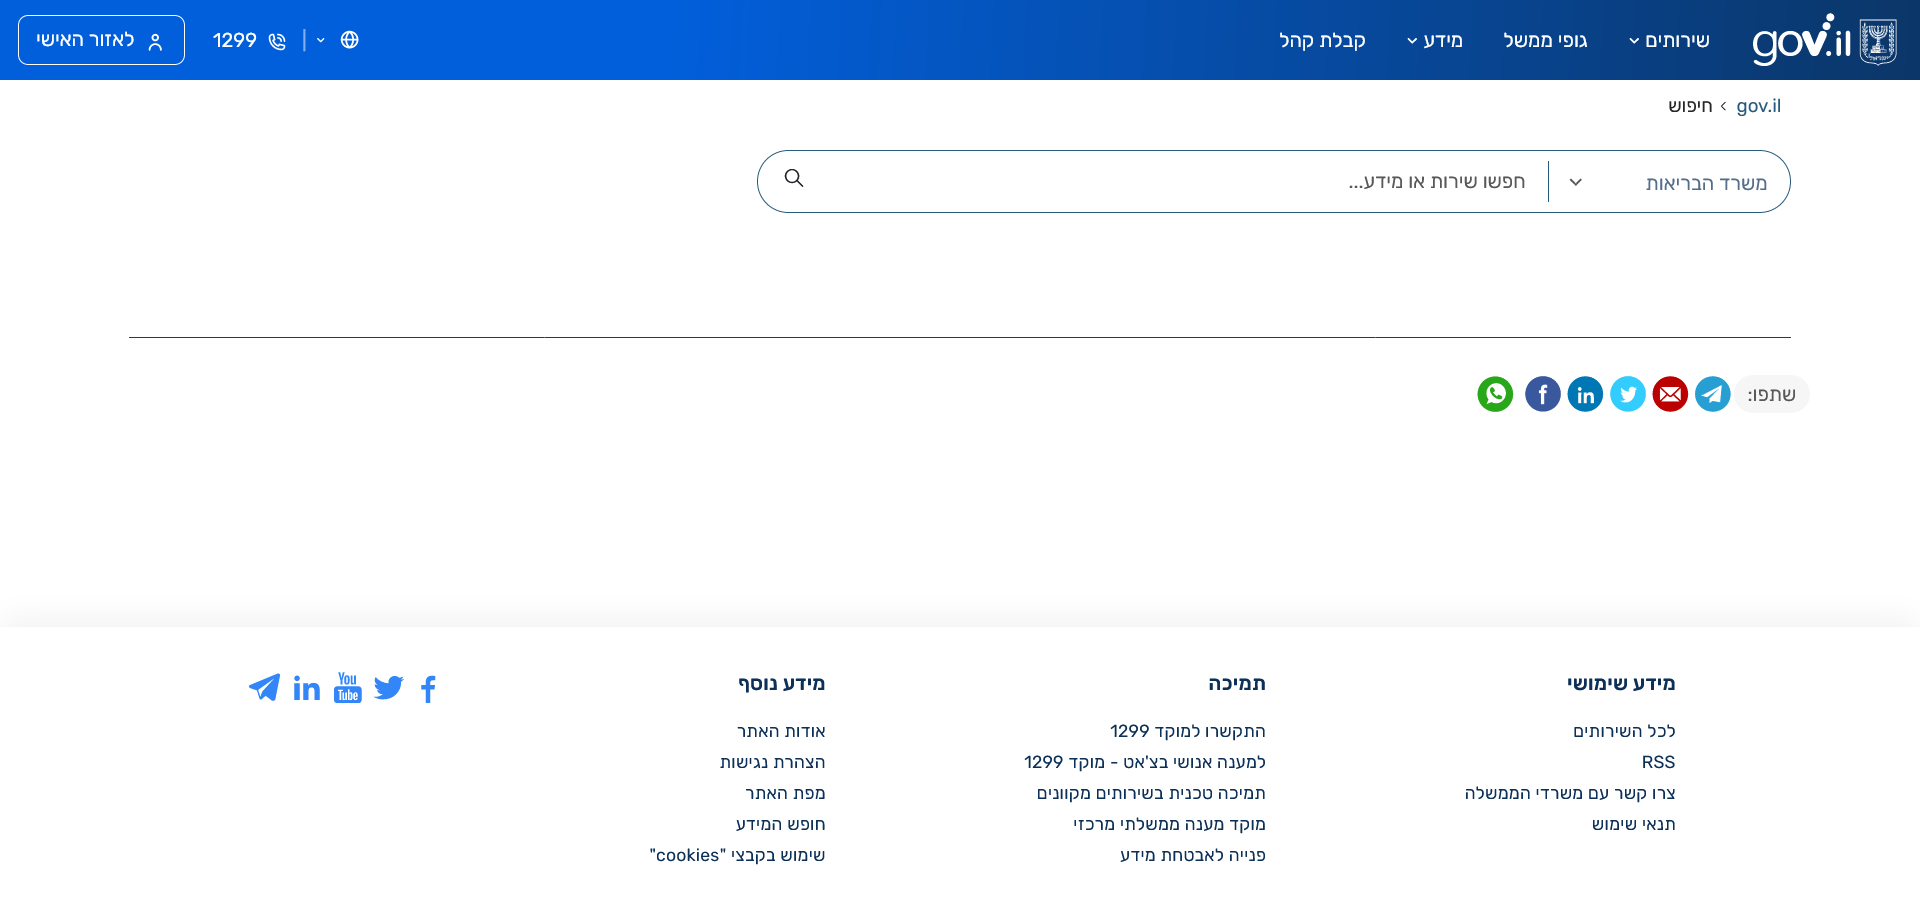 gov.il
שירותים
גופי ממשל
מידע
קבלת קהל
1299
לאזור האישי
gov.il › חיפוש
משרד הבריאות
חפשו שירות או מידע...
שתפו:
מידע שימושי
לכל השירותים
RSS
צרו קשר עם משרדי הממשלה
תנאי שימוש
תמיכה
התקשרו למוקד 1299
למענה אנושי בצ'אט - מוקד 1299
תמיכה טכנית בשירותים מקוונים
מוקד מענה ממשלתי מרכזי
פנייה לאבטחת מידע
מידע נוסף
אודות האתר
הצהרת נגישות
מפת האתר
חופש המידע
שימוש בקבצי "cookies"
You
Tube